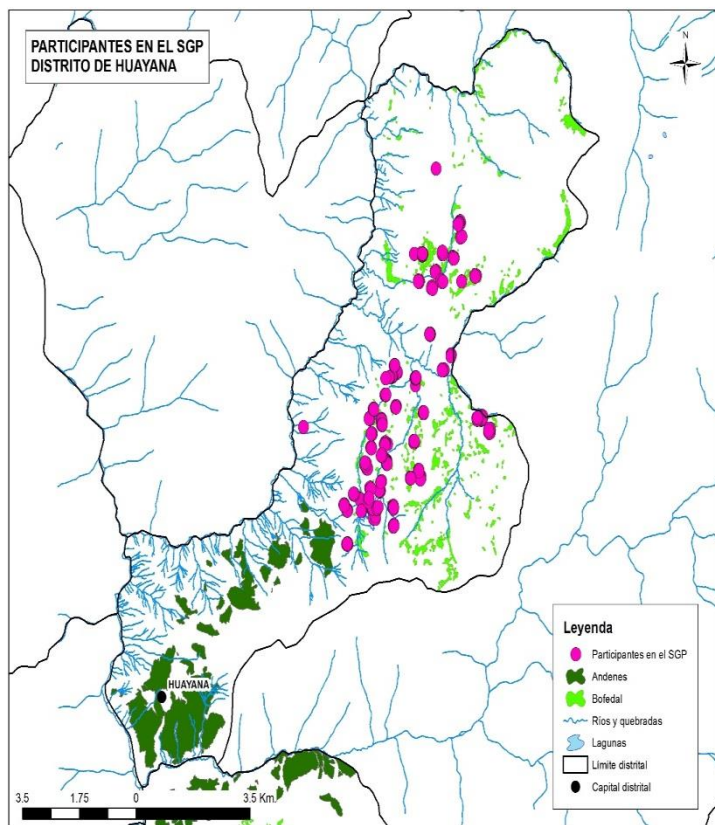 PARTICIPANTES EN EL SGP
DISTRITO DE HUAYANA
N
HUAYANA
Leyenda
Participantes en el SGP
Andenes
Bofedal
Ríos y quebradas
Lagunas
Límite distrital
Capital distrital
3.5 1.75 0 3.5 Km.